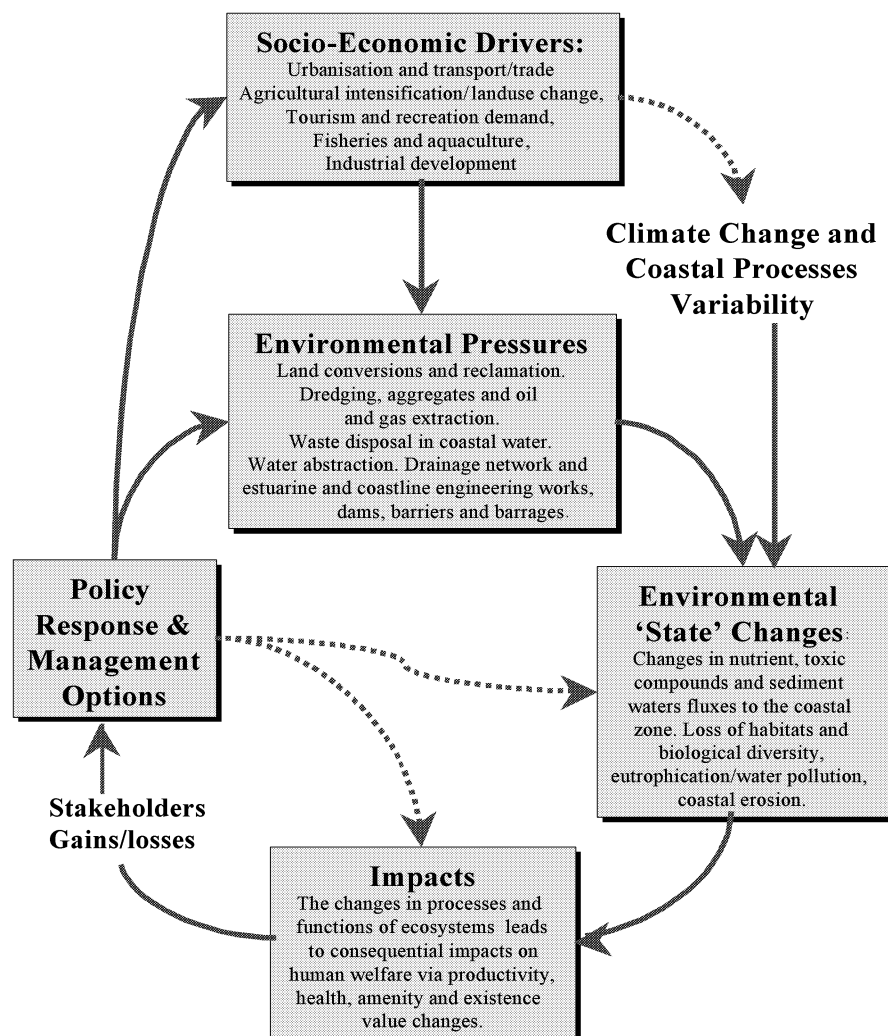 Socio-Economic Drivers:
Urbanisation and transport/trade
Agricultural intensification/landuse change,
Tourism and recreation demand,
Fisheries and aquaculture,
Industrial development
Climate Change and
Coastal Processes
Variability
Environmental Pressures
Land conversions and reclamation.
Dredging, aggregates and oil
and gas extraction.
Waste disposal in coastal water.
Water abstraction. Drainage network and
estuarine and coastline engineering works,
dams, barriers and barrages.
Policy
Response &
Management
Options
Environmental
‘State’ Changes:
Changes in nutrient, toxic
compounds and sediment
waters fluxes to the coastal
zone. Loss of habitats and
biological diversity,
eutrophication/water pollution,
coastal erosion.
Stakeholders
Gains/losses
Impacts
The changes in processes and
functions of ecosystems leads
to consequential impacts on
human welfare via productivity,
health, amenity and existence
value changes.